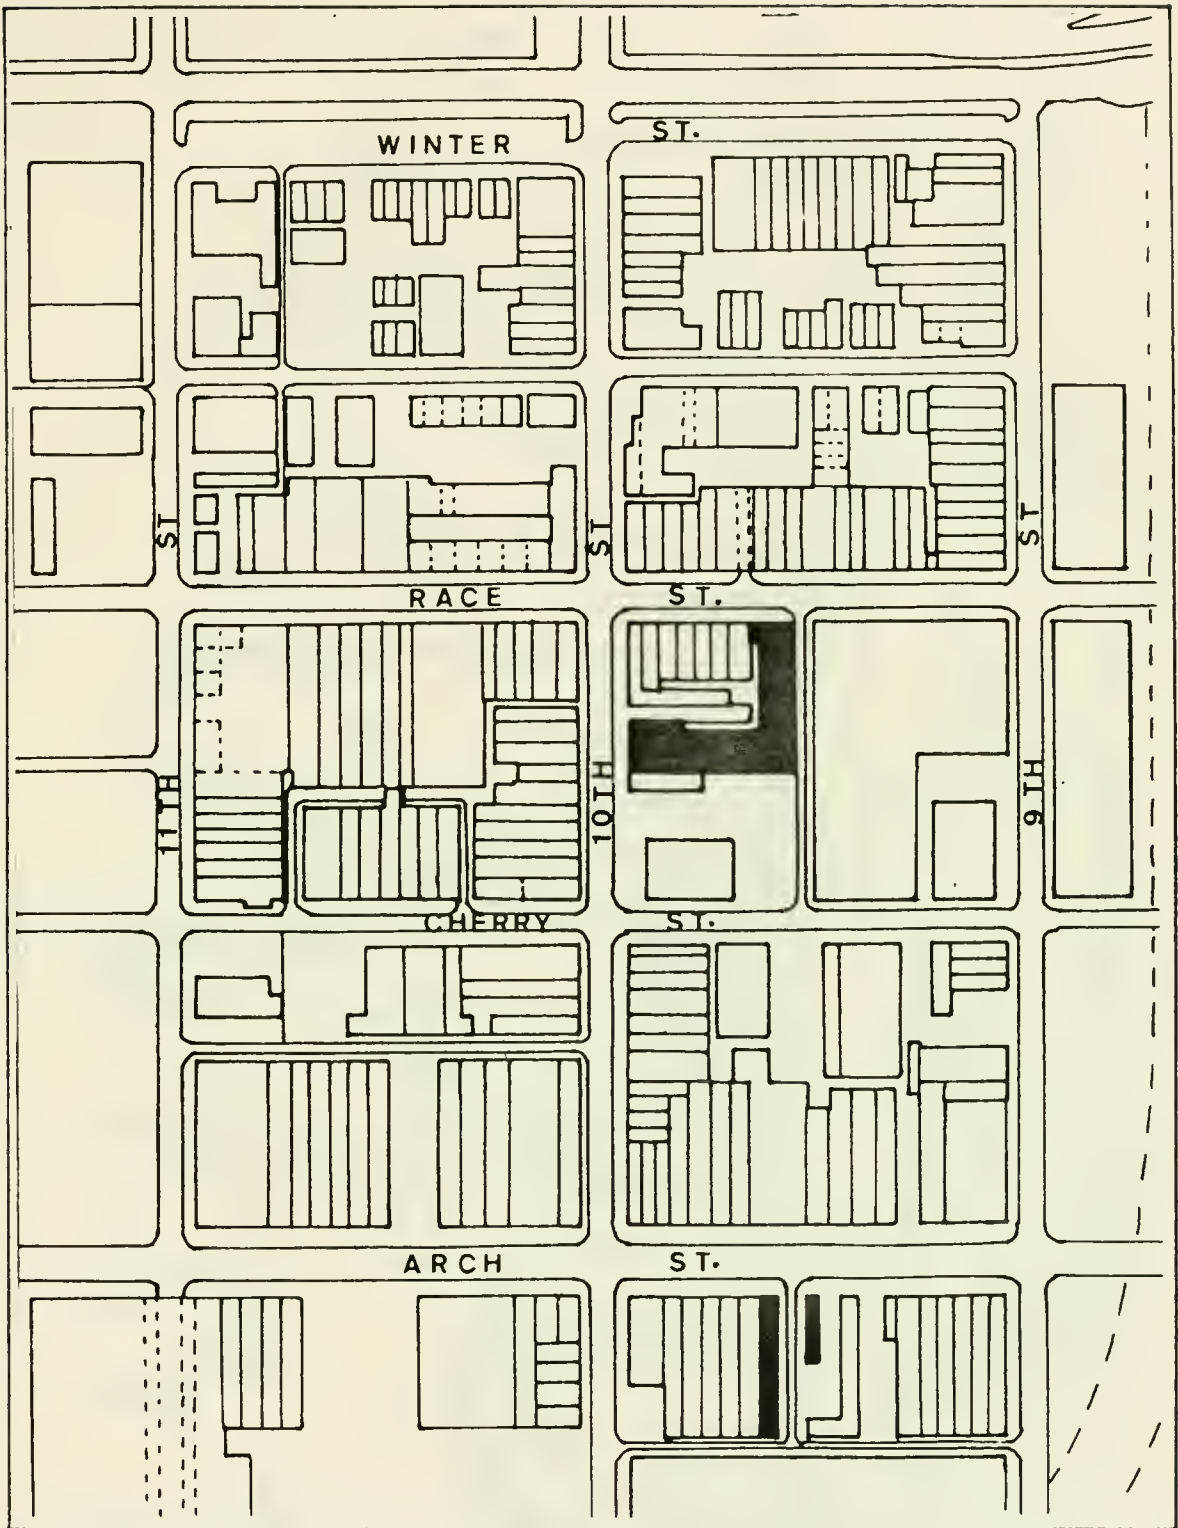 WINTER ST.
ST
ST
ST
RACE ST.
11TH
10TH
9TH
CHERRY ST.
ARCH ST.